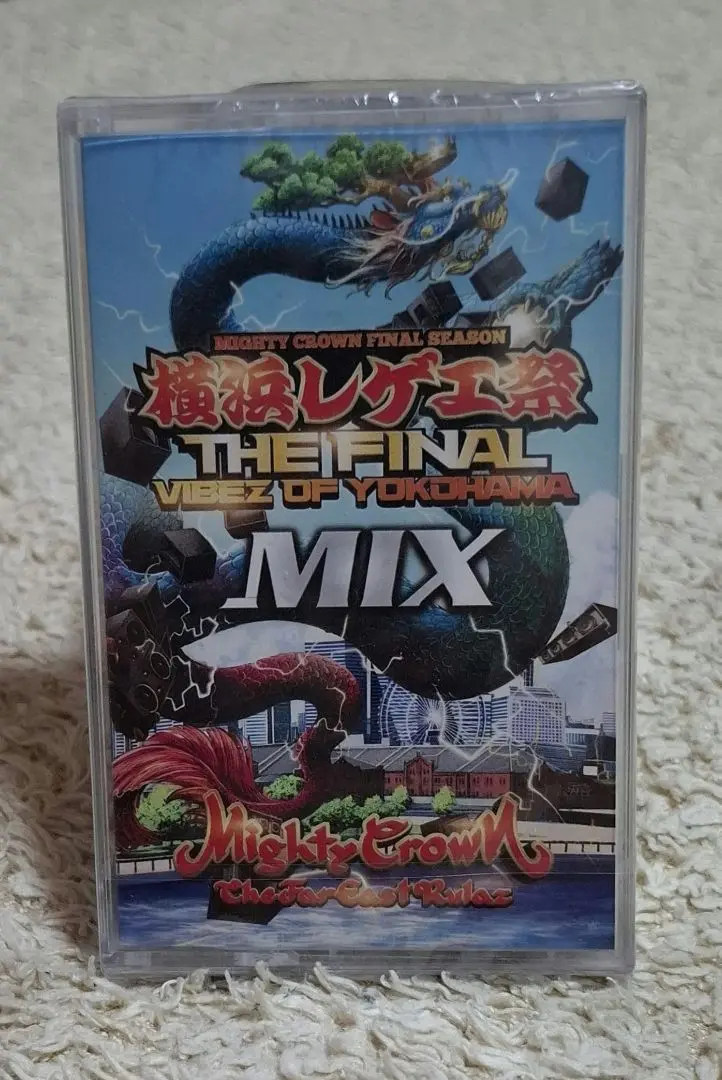 MIGHTY CROWN FINAL SEASON
横浜レゲエ祭
THE FINAL
VIBEZ OF YOKOHAMA
MIX
Mighty Crown
The Far East Rulaz